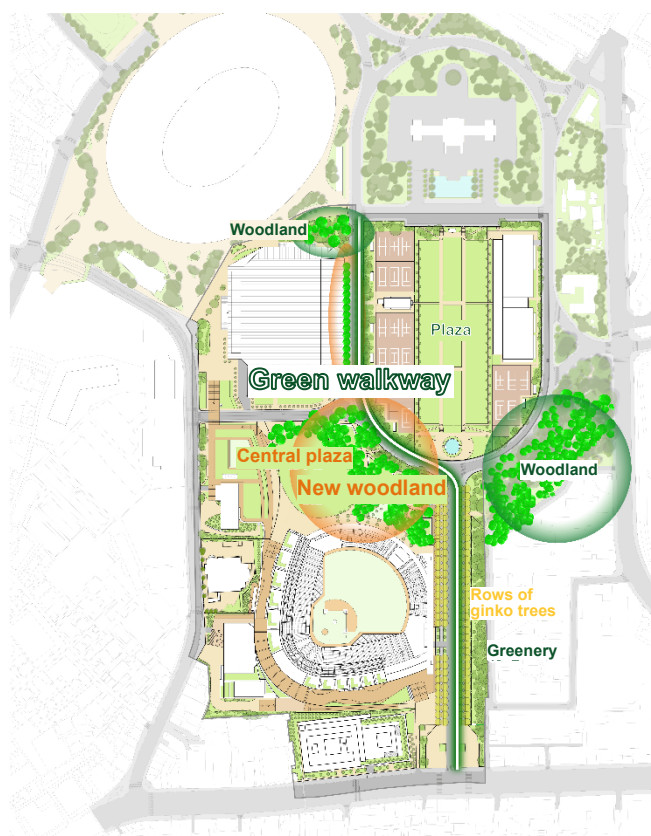 Woodland
Plaza
Green walkway
Central plaza
New woodland
Woodland
Rows of
ginko trees
Greenery